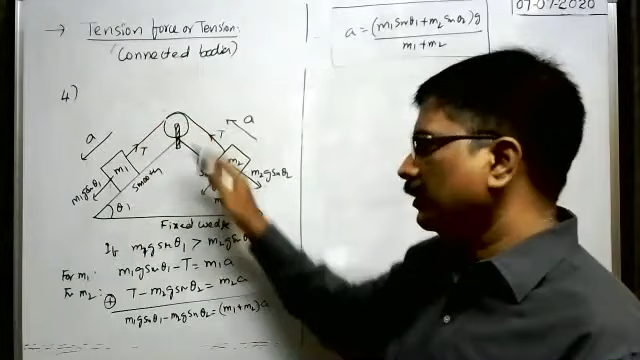 → Tension force or Tension:
(Connected bodies)
4)
a
m1
T
m1gsinθ1
smooth
θ1
a
T
m2
m2gsinθ2
Fixed wedge
If m2gsinθ1 > m2gsinθ
For m1: m1gsinθ1 - T = m1a
For m2: T - m2gsinθ2 = m2a
⊕
m1gsinθ1 - m2gsinθ2 = (m1+m2)a
a = (m1sinθ1 + m2sinθ2)g
m1+m2
07-07-2020